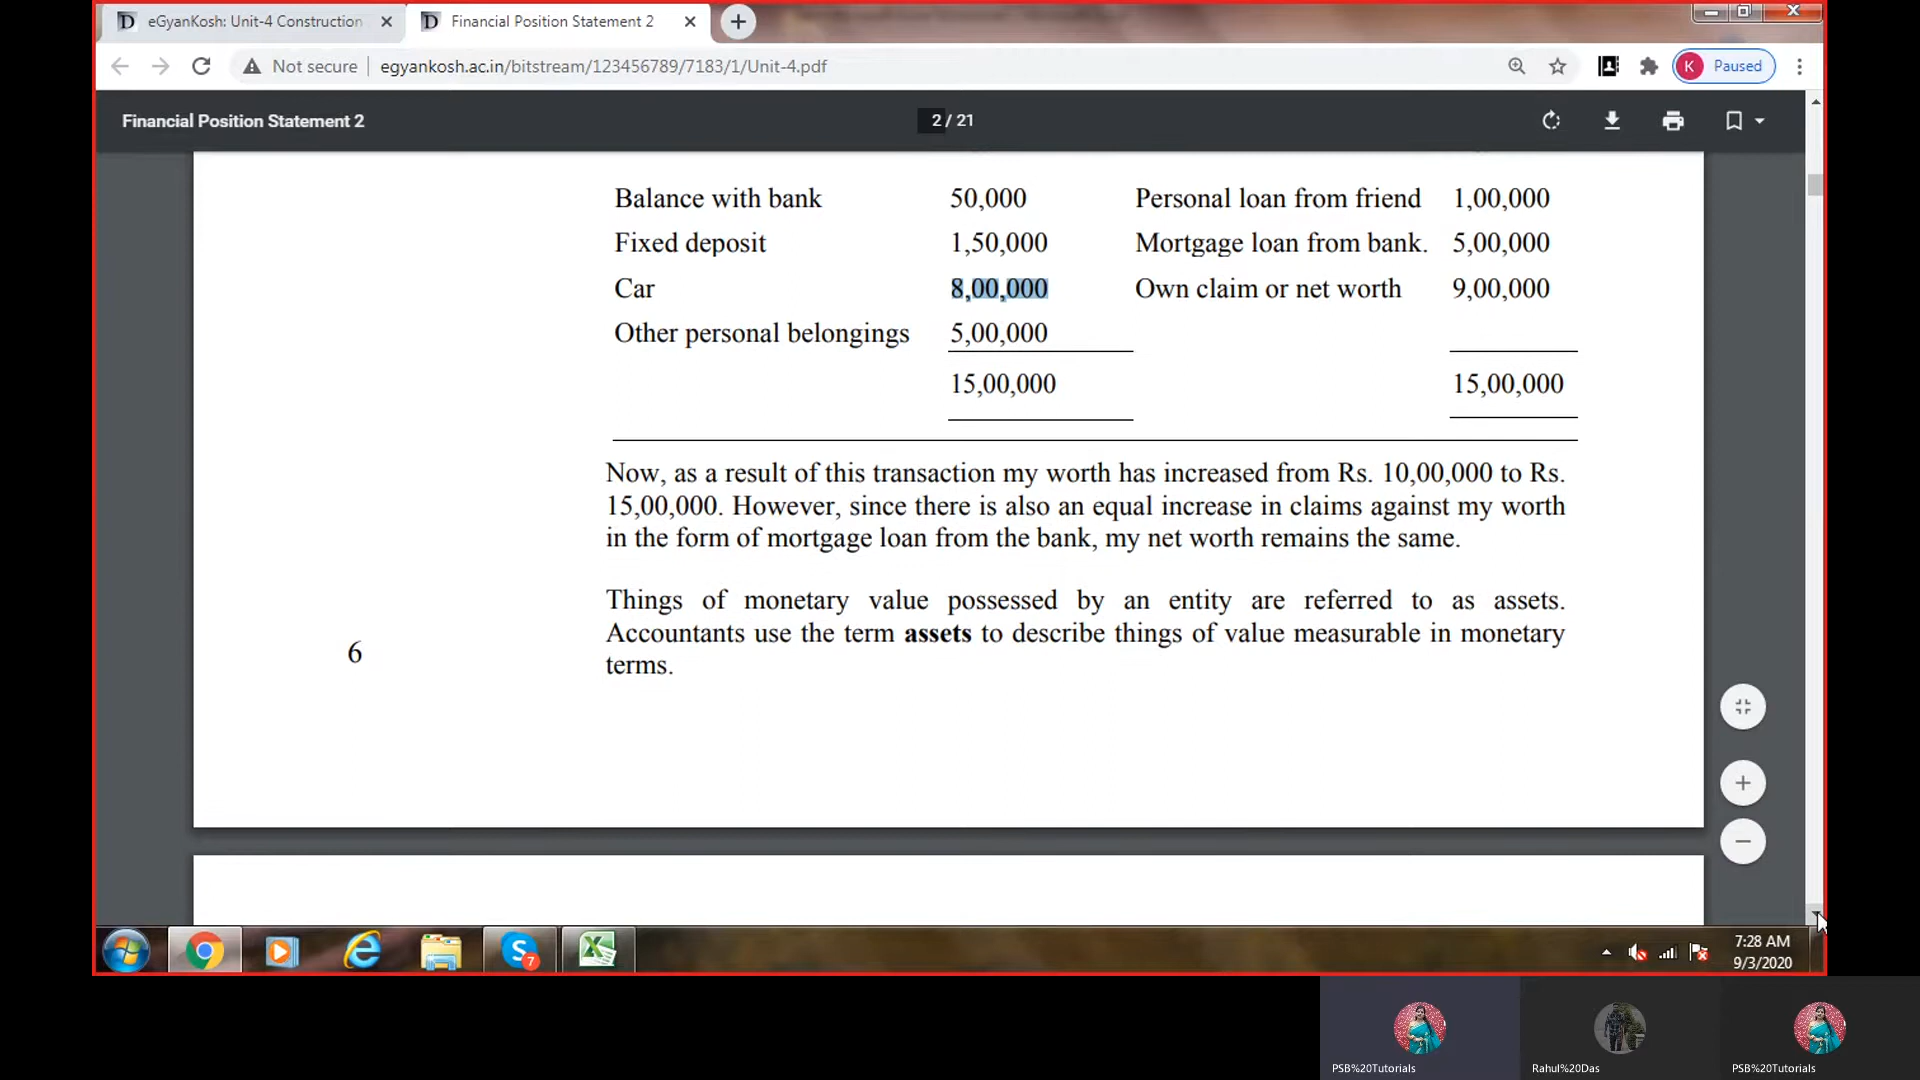 eGyanKosh: Unit-4 Construction
Financial Position Statement 2
Not secure
egyankosh.ac.in/bitstream/123456789/7183/1/Unit-4.pdf
K Paused
Financial Position Statement 2
2 / 21
Balance with bank 50,000 Personal loan from friend 1,00,000
Fixed deposit 1,50,000 Mortgage loan from bank. 5,00,000
Car 8,00,000 Own claim or net worth 9,00,000
Other personal belongings 5,00,000
15,00,000 15,00,000
Now, as a result of this transaction my worth has increased from Rs. 10,00,000 to Rs.
15,00,000. However, since there is also an equal increase in claims against my worth
in the form of mortgage loan from the bank, my net worth remains the same.
Things of monetary value possessed by an entity are referred to as assets.
Accountants use the term assets to describe things of value measurable in monetary
terms.
6
7
7:28 AM
9/3/2020
PSB%20Tutorials
Rahul%20Das
PSB%20Tutorials